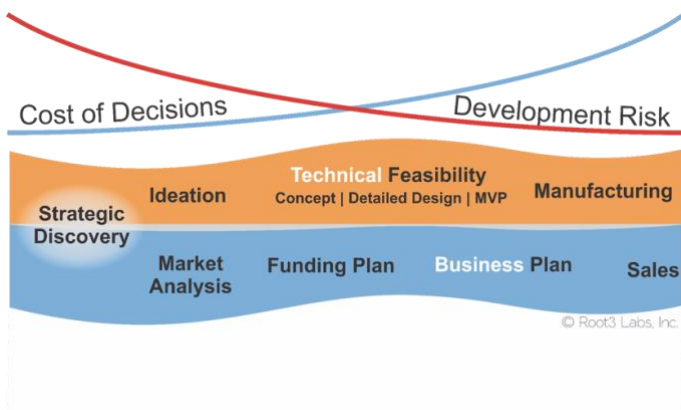 Cost of Decisions
Development Risk
Technical Feasibility
Concept | Detailed Design | MVP
Ideation
Manufacturing
Strategic
Discovery
Market
Analysis
Funding Plan
Business Plan
Sales
© Root3 Labs, Inc.